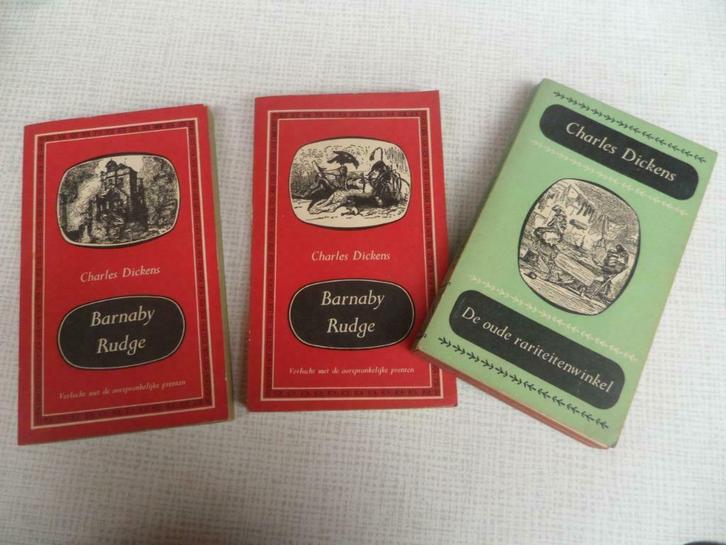 Charles Dickens
Barnaby
Rudge
Verlucht met de oorspronkelijke prenten
Charles Dickens
Barnaby
Rudge
Verlucht met de oorspronkelijke prenten
Charles Dickens
De oude rariteitenwinkel